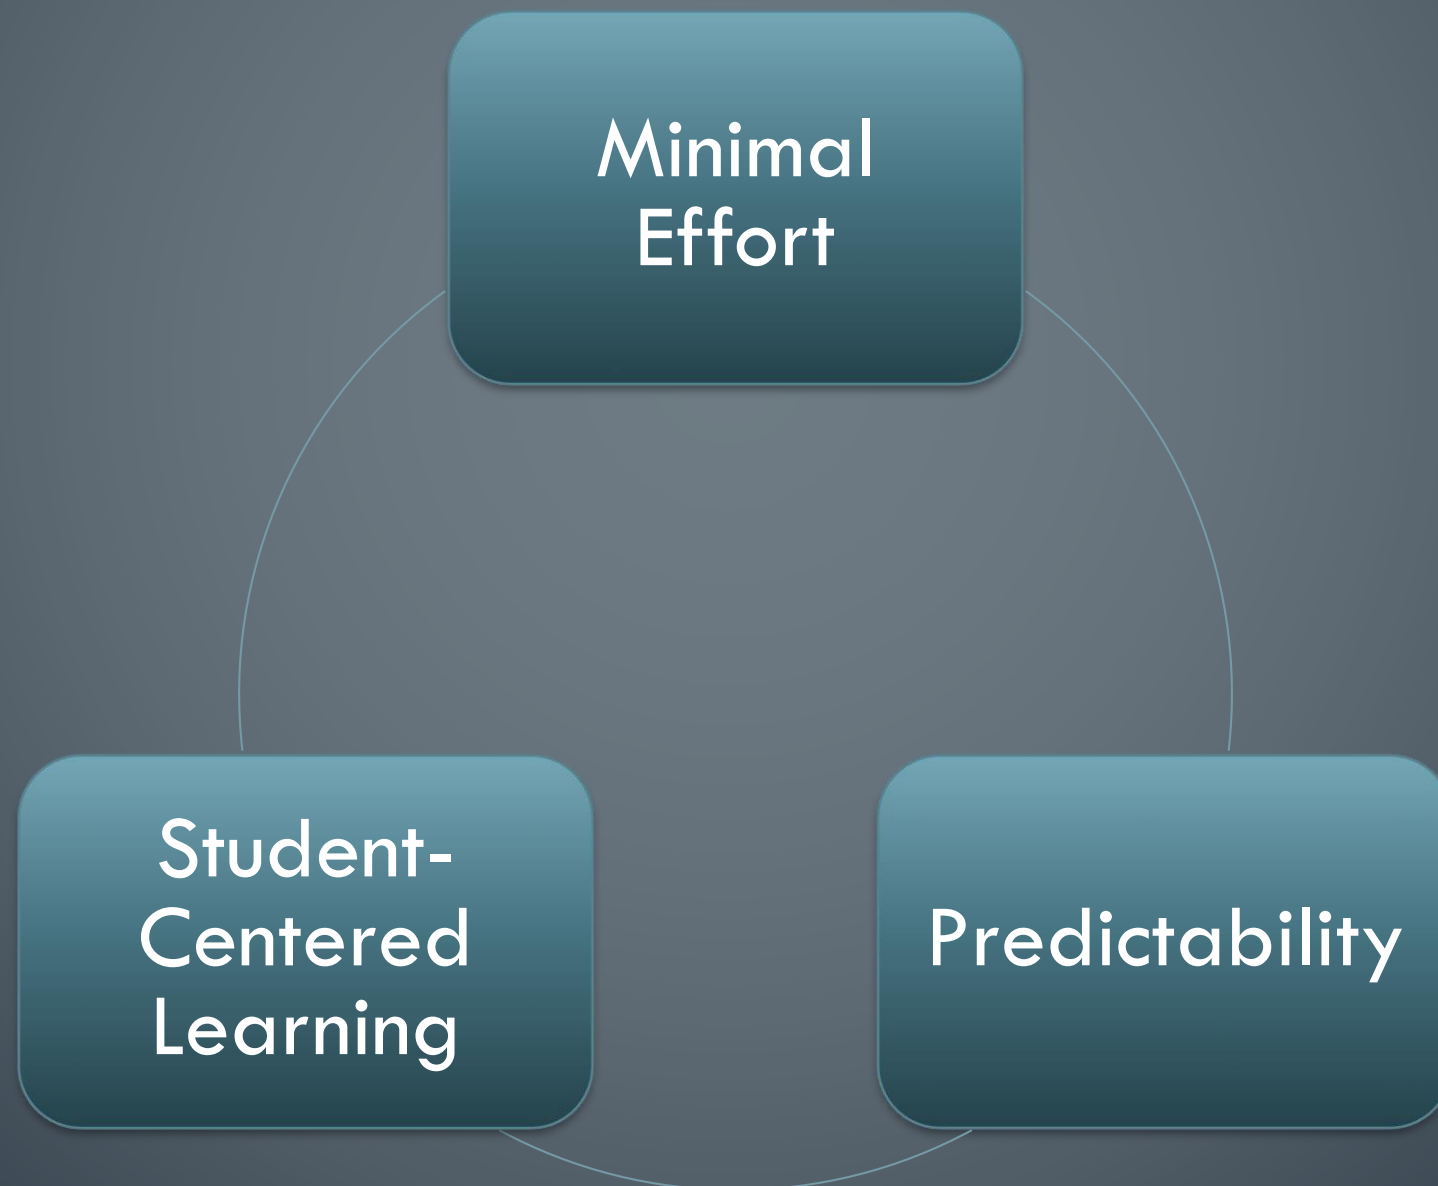 Minimal
Effort
Student-
Centered
Learning
Predictability